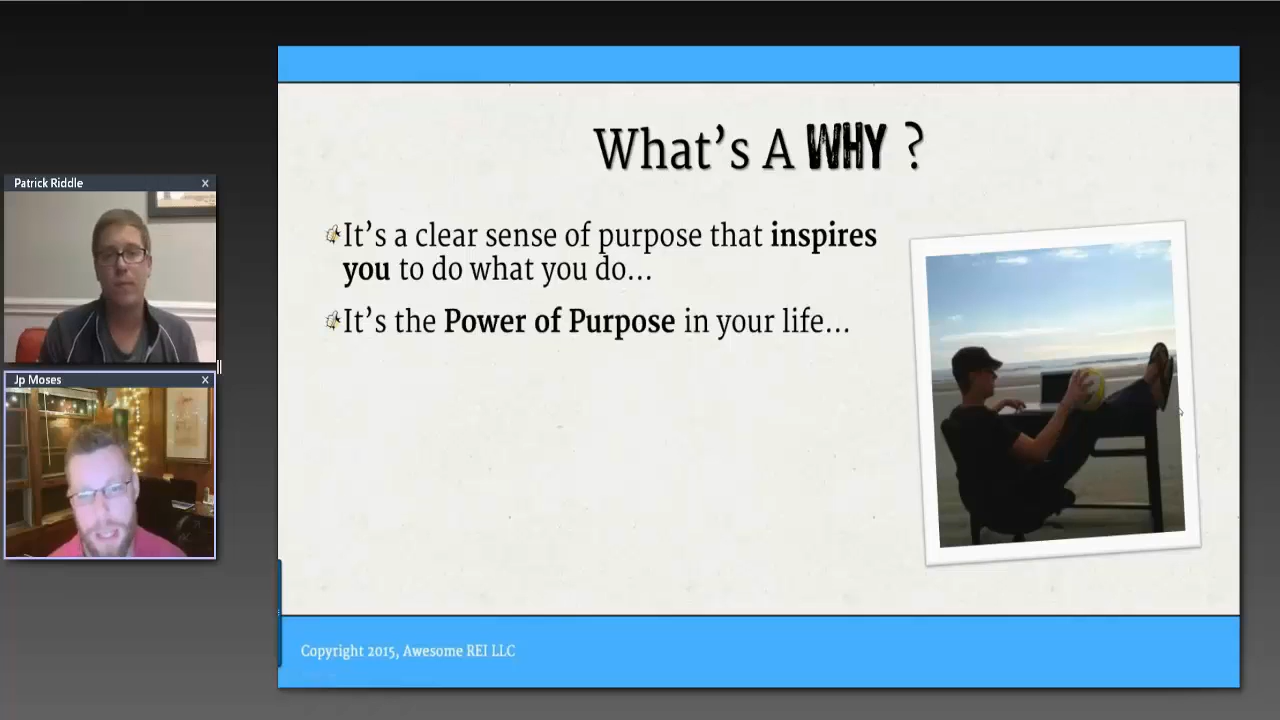 Patrick Riddle
Jp Moses
What's A WHY ?
It's a clear sense of purpose that inspires
you to do what you do...
It's the Power of Purpose in your life...
Copyright 2015, Awesome REI LLC